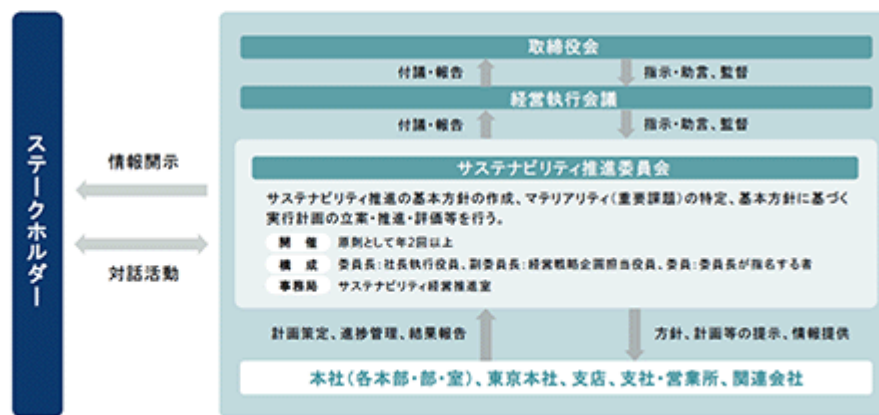 ステークホルダー
情報開示
対話活動
取締役会
付議・報告
指示・助言、監督
経営執行会議
付議・報告
指示・助言、監督
サステナビリティ推進委員会
サステナビリティ推進の基本方針の作成、マテリアリティ(重要課題)の特定、基本方針に基づく
実行計画の立案・推進・評価等を行う。
開 催 原則として年2回以上
構 成 委員長:社長執行役員、副委員長:経営戦略企画担当役員、委員:委員長が指名する者
事務局 サステナビリティ経営推進室
計画策定、進捗管理、結果報告
方針、計画等の提示、情報提供
本社(各本部・部・室)、東京本社、支店、支社・営業所、関連会社